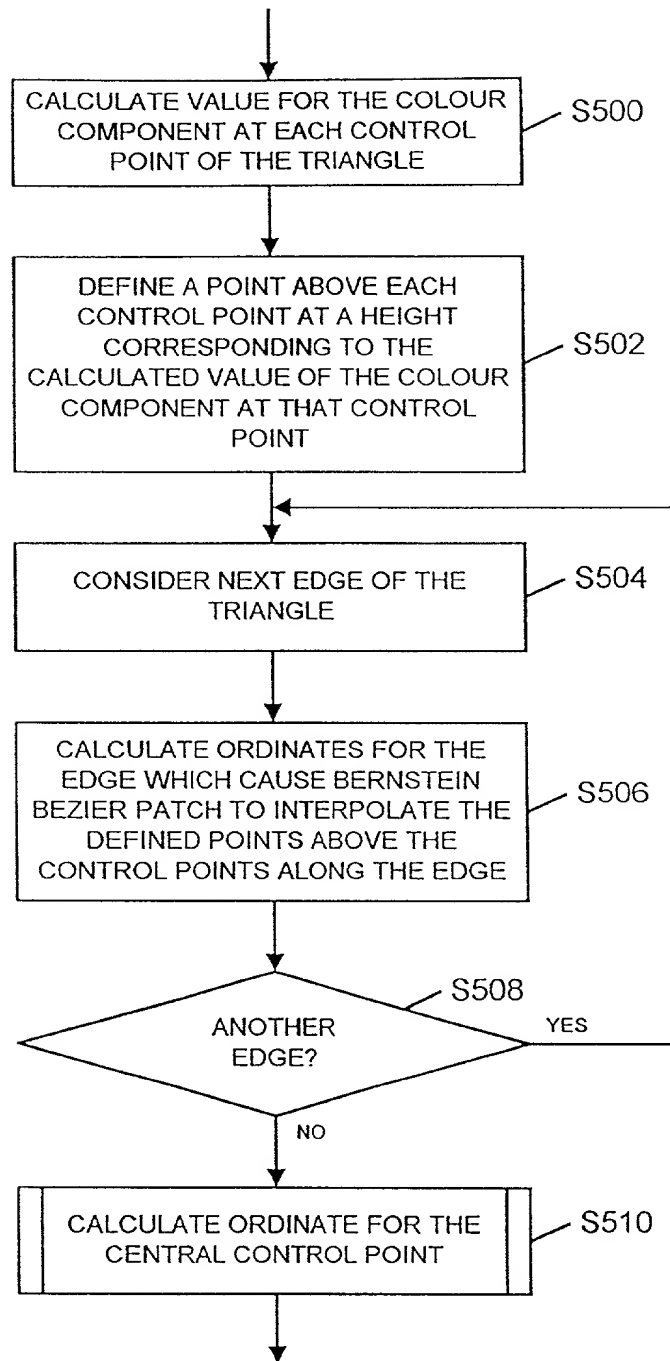 CALCULATE VALUE FOR THE COLOUR
COMPONENT AT EACH CONTROL
POINT OF THE TRIANGLE
S500
DEFINE A POINT ABOVE EACH
CONTROL POINT AT A HEIGHT
CORRESPONDING TO THE
CALCULATED VALUE OF THE COLOUR
COMPONENT AT THAT CONTROL
POINT
S502
CONSIDER NEXT EDGE OF THE
TRIANGLE
S504
CALCULATE ORDINATES FOR THE
EDGE WHICH CAUSE BERNSTEIN
BEZIER PATCH TO INTERPOLATE THE
DEFINED POINTS ABOVE THE
CONTROL POINTS ALONG THE EDGE
S506
ANOTHER
EDGE?
S508
YES
NO
CALCULATE ORDINATE FOR THE
CENTRAL CONTROL POINT
S510